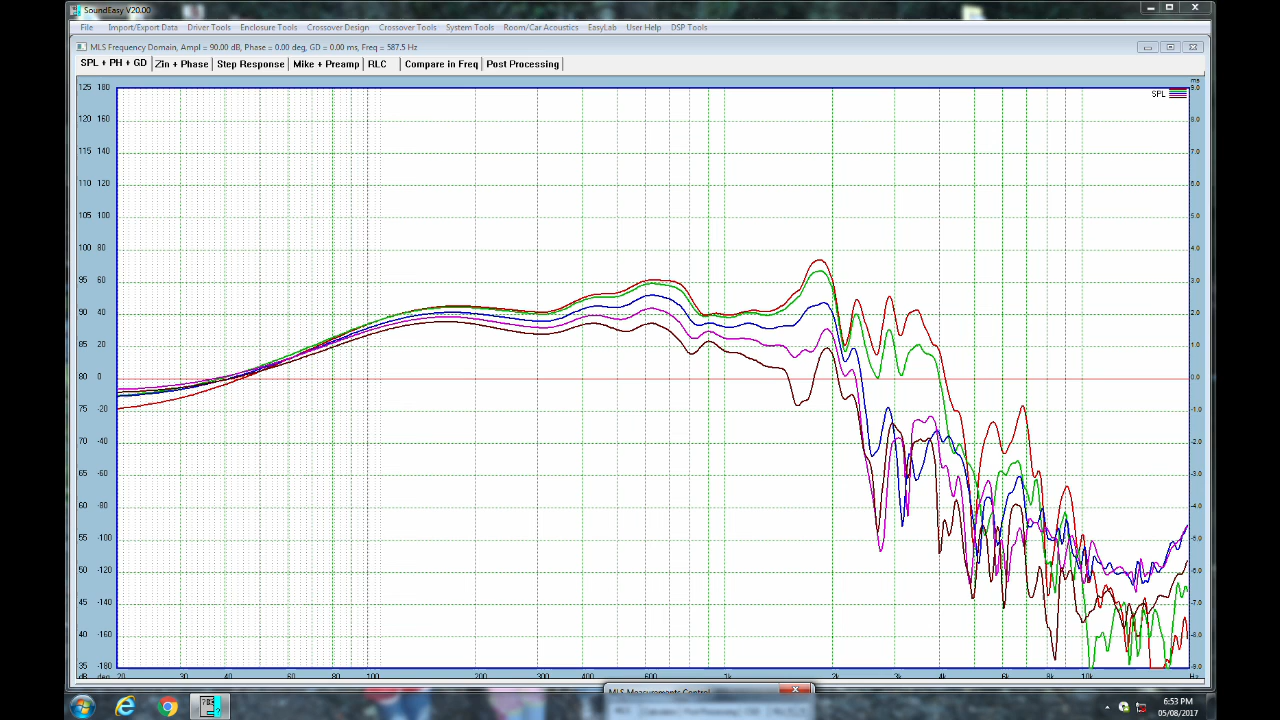 SoundEasy V20.00
File Import/Export Data Driver Tools Enclosure Tools Crossover Design Crossover Tools System Tools Room/Car Acoustics EasyLab User Help DSP Tools
MLS Frequency Domain, Ampl = 90.00 dB, Phase = 0.00 deg, GD = 0.00 ms, Freq = 587.5 Hz
SPL + PH + GD Zin + Phase Step Response Mike + Preamp RLC Compare in Freq Post Processing
ms
125 180 9.0
SPL
120 160 8.0
115 140 7.0
110 120 6.0
105 100 5.0
100 80 4.0
95 60 3.0
90 40 2.0
85 20 1.0
80 0 0.0
75 -20 -1.0
70 -40 -2.0
65 -60 -3.0
60 -80 -4.0
55 -100 -5.0
50 -120 -6.0
45 -140 -7.0
40 -160 -8.0
35 -180 -9.0
dB deg 20 30 40 60 100 200 300 400 600 1k 2k 3k 4k 6k 8k 10k Hz
MLS Measurements Control
6:53 PM
05/08/2017